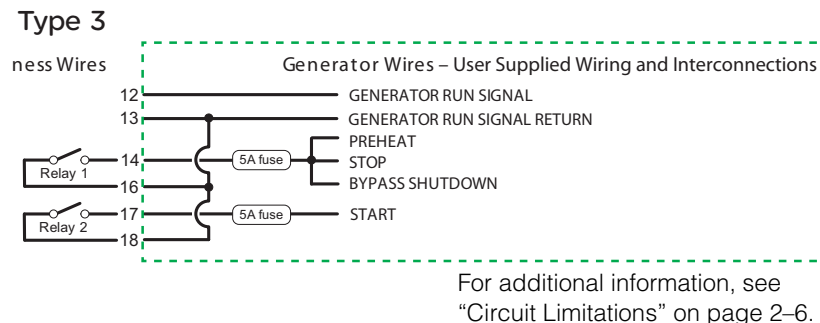 Type 3
ness Wires
Generator Wires – User Supplied Wiring and Interconnections
12
GENERATOR RUN SIGNAL
13
GENERATOR RUN SIGNAL RETURN
PREHEAT
14
5A fuse
STOP
Relay 1
BYPASS SHUTDOWN
16
17
5A fuse
START
Relay 2
18
For additional information, see
“Circuit Limitations” on page 2–6.